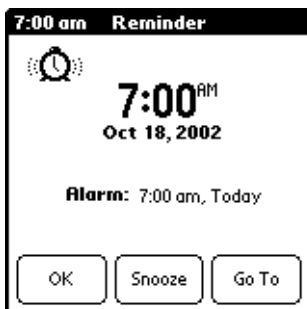 7:00 am Reminder
7:00AM
Oct 18, 2002
Alarm: 7:00 am, Today
OK Snooze Go To